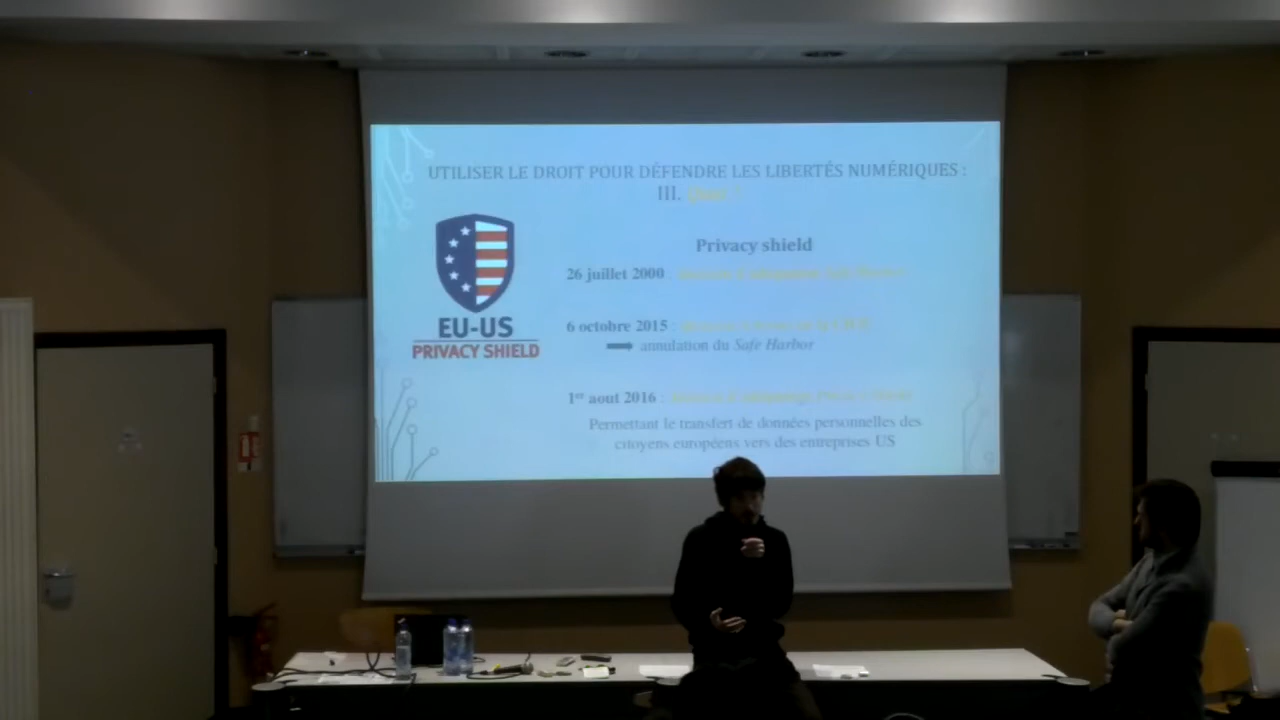 UTILISER LE DROIT POUR DÉFENDRE LES LIBERTÉS NUMÉRIQUES :
III.
Privacy shield
26 juillet 2000 :
EU-US
PRIVACY SHIELD
6 octobre 2015 :
annulation du Safe Harbor
1er aout 2016 :
Permettant le transfert de données personnelles des
citoyens européens vers des entreprises US